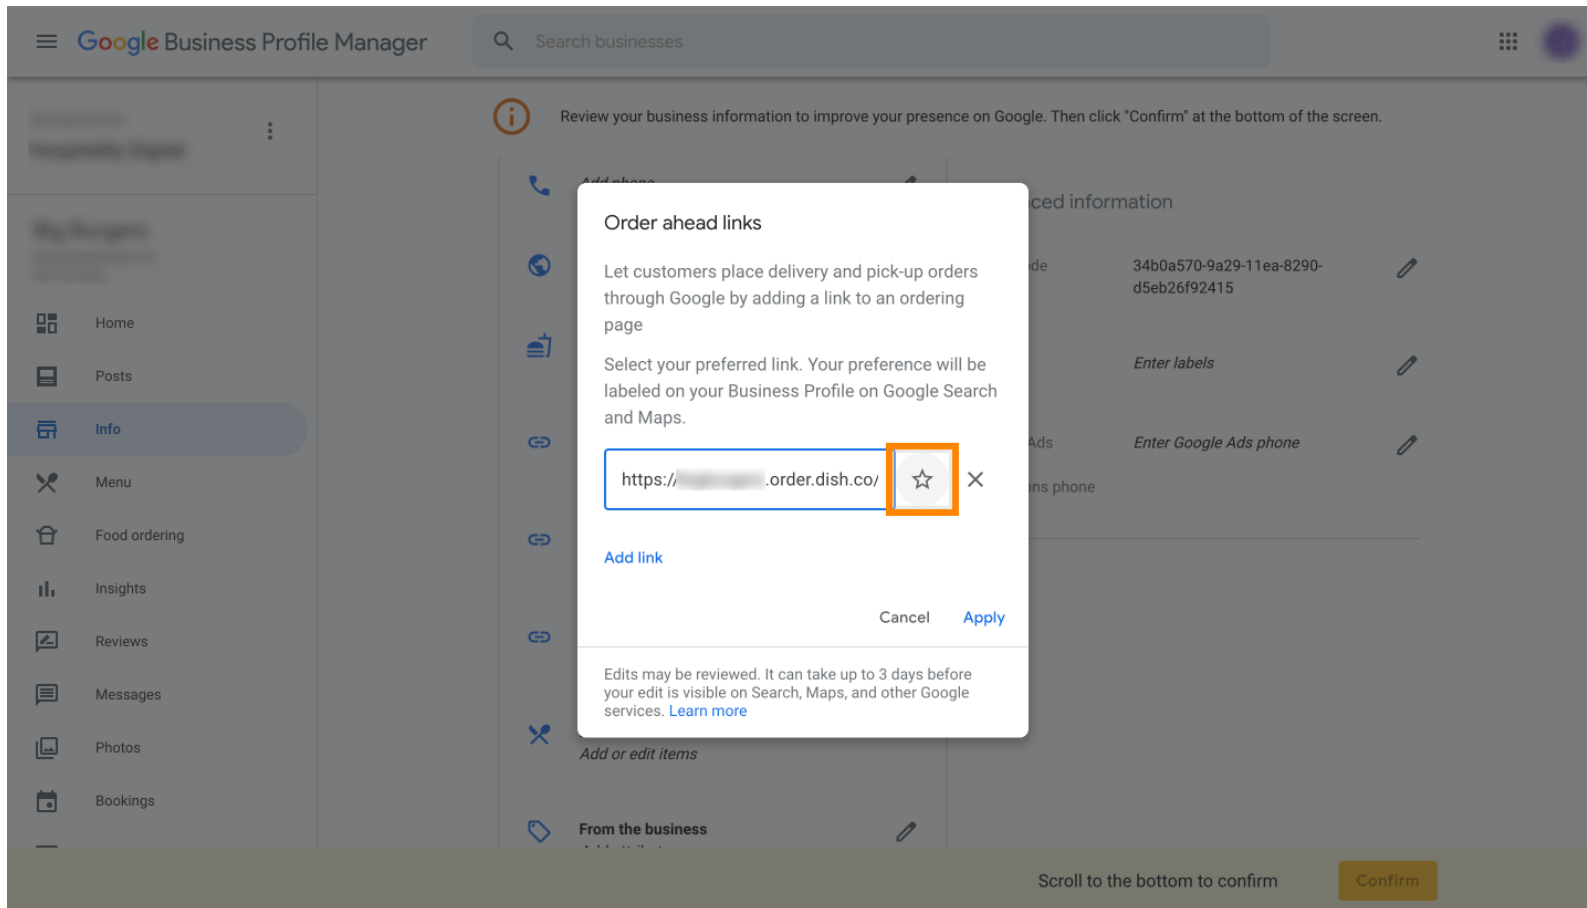 Google Business Profile Manager
Search businesses
Review your business information to improve your presence on Google. Then click "Confirm" at the bottom of the screen.
Home
Posts
Info
Menu
Food ordering
Insights
Reviews
Messages
Photos
Bookings
Add phone
Order ahead links
Let customers place delivery and pick-up orders
through Google by adding a link to an ordering
page
Select your preferred link. Your preference will be
labeled on your Business Profile on Google Search
and Maps.
https:// .order.dish.co/
Add link
Cancel Apply
Edits may be reviewed. It can take up to 3 days before
your edit is visible on Search, Maps, and other Google
services. Learn more
Add or edit items
From the business
ced information
de
34b0a570-9a29-11ea-8290-
d5eb26f92415
Enter labels
Ads
Enter Google Ads phone
ns phone
Scroll to the bottom to confirm
Confirm